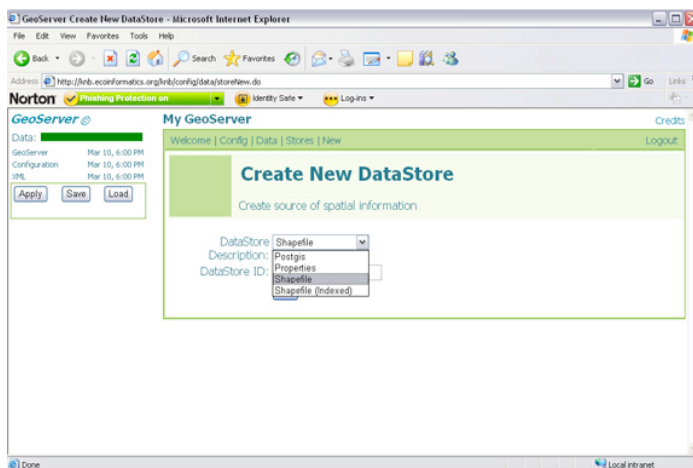 GeoServer Create New DataStore - Microsoft Internet Explorer
File Edit View Favorites Tools Help
Back Search Favorites
Address http://knb.ecoinformatics.org/knb/config/data/storeNew.do Go Links
Norton Phishing Protection on Identity Safe Log-ins
GeoServer © My GeoServer Credits
Data: Welcome | Config | Data | Stores | New Logout
GeoServer Mar 10, 6:00 PM
Configuration Mar 10, 6:00 PM
XML Mar 10, 6:00 PM
Apply Save Load
Create New DataStore
Create source of spatial information
DataStore Description: Shapefile
Postgis
Properties
Shapefile
Shapefile (Indexed)
DataStore ID:
Done Local intranet